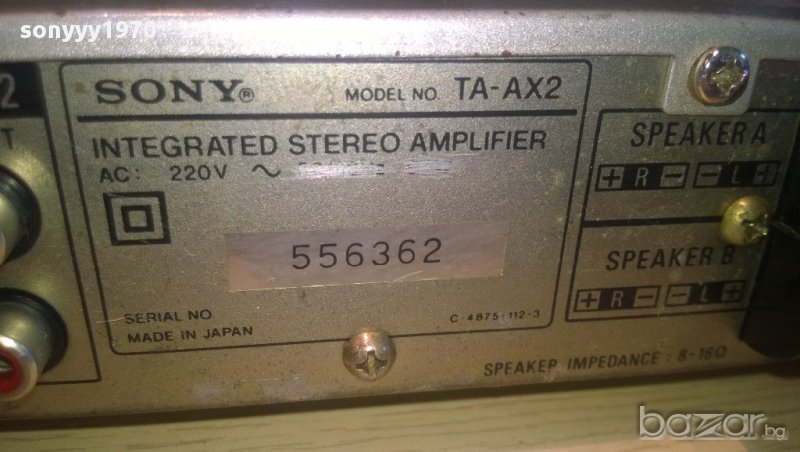 sonyyy1970
SONY® MODEL NO. TA-AX2
INTEGRATED STEREO AMPLIFIER
AC: 220V ~
556362
SERIAL NO
MADE IN JAPAN
C-4875-112-3
2
T
SPEAKER A
+ R − − L +
SPEAKER B
+ R − − L +
SPEAKER IMPEDANCE : 8-16Ω
bazar.bg